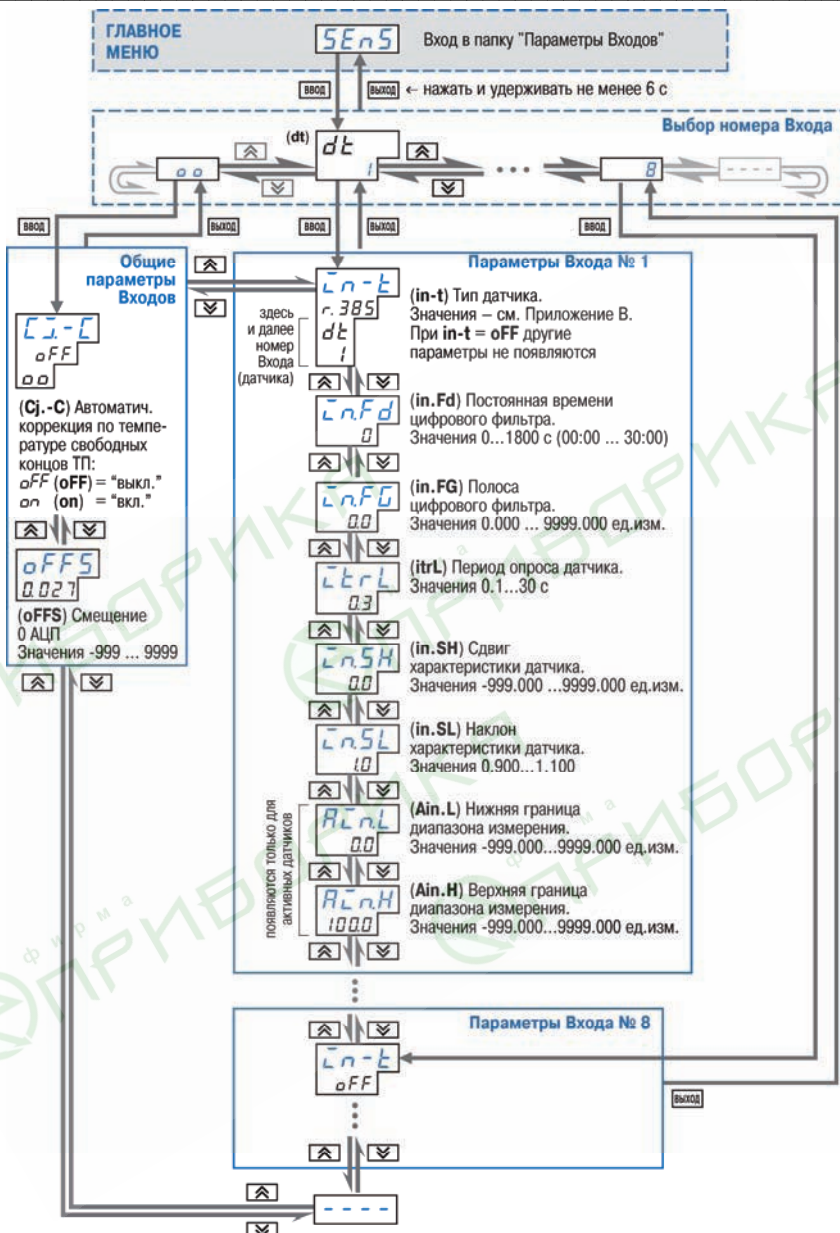 ГЛАВНОЕ
МЕНЮ
SEnS
Вход в папку "Параметры Входов"
ВВОД
ВЫХОД ← нажать и удерживать не менее 6 с
Выбор номера Входа
(dt)
dt
1
oo
...
8
----
ВВОД
ВЫХОД
ВВОД
ВЫХОД
ВВОД
Общие
параметры
Входов
CJ.-C
oFF
oo
(Cj.-C) Автоматич.
коррекция по темпе-
ратуре свободных
концов ТП:
oFF (oFF) = "выкл."
on (on) = "вкл."
oFFS
0.027
(oFFS) Смещение
0 АЦП
Значения -999 ... 9999
Параметры Входа № 1
in-t
r.385
dt
1
здесь
и далее
номер
Входа
(датчика)
(in-t) Тип датчика.
Значения – см. Приложение В.
При in-t = oFF другие
параметры не появляются
in.Fd
0
(in.Fd) Постоянная времени
цифрового фильтра.
Значения 0...1800 с (00:00 ... 30:00)
in.FG
0.0
(in.FG) Полоса
цифрового фильтра.
Значения 0.000 ... 9999.000 ед.изм.
itrL
0.3
(itrL) Период опроса датчика.
Значения 0.1...30 с
in.SH
0.0
(in.SH) Сдвиг
характеристики датчика.
Значения -999.000 ...9999.000 ед.изм.
in.SL
1.0
(in.SL) Наклон
характеристики датчика.
Значения 0.900...1.100
появляются только для
активных датчиков
Ain.L
0.0
(Ain.L) Нижняя граница
диапазона измерения.
Значения -999.000...9999.000 ед.изм.
Ain.H
100.0
(Ain.H) Верхняя граница
диапазона измерения.
Значения -999.000...9999.000 ед.изм.
Параметры Входа № 8
in-t
oFF
ВЫХОД
----
фирма
ПРИБОРИКА